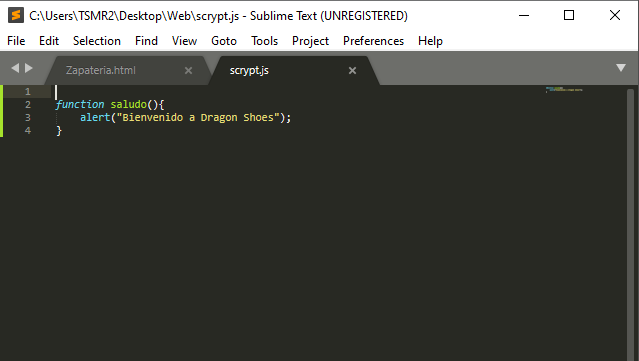 C:\Users\TSMR2\Desktop\Web\scrypt.js - Sublime Text (UNREGISTERED)
File Edit Selection Find View Goto Tools Project Preferences Help
Zapateria.html scrypt.js
1
2 function saludo(){
3 alert("Bienvenido a Dragon Shoes");
4 }